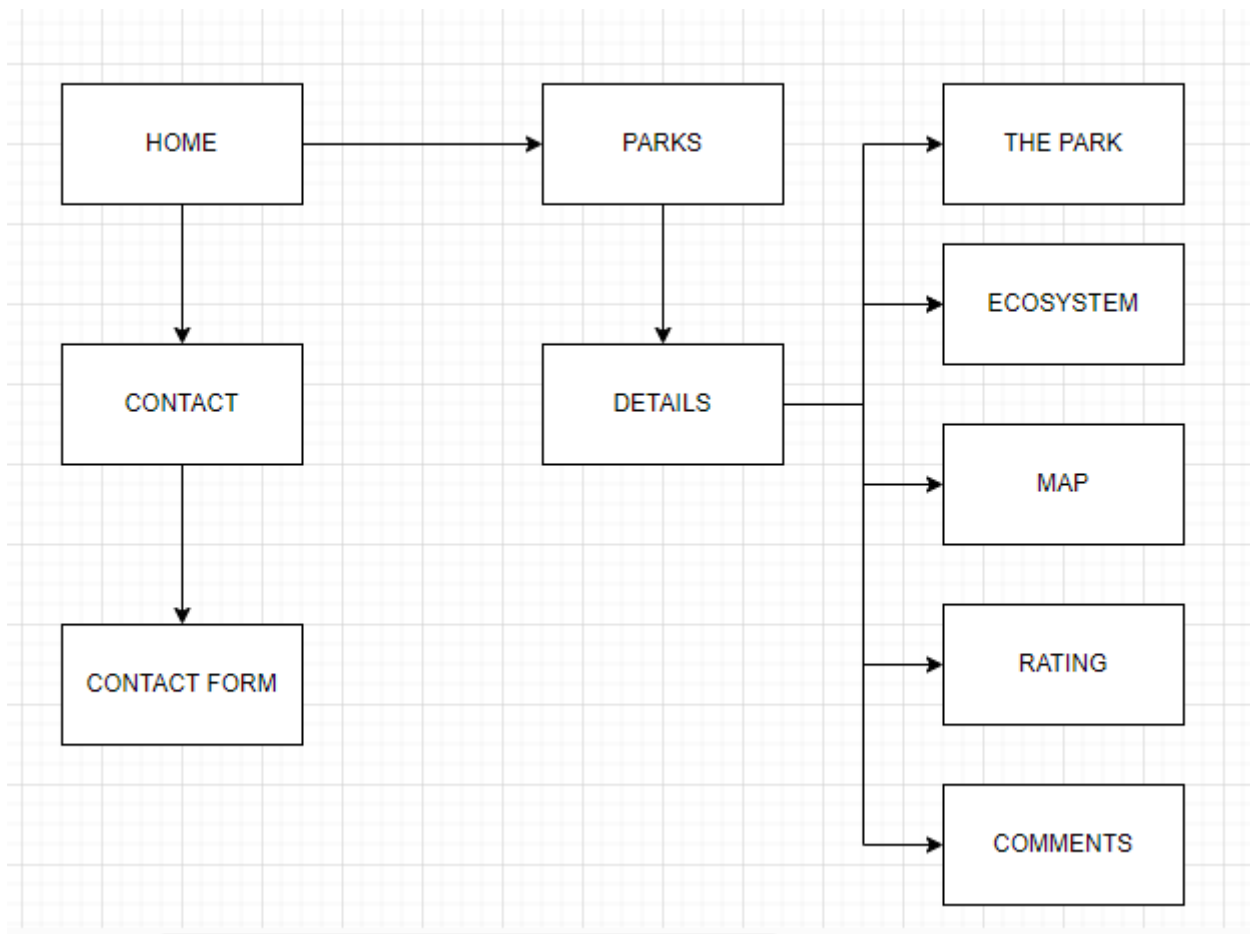 HOME
PARKS
THE PARK
ECOSYSTEM
CONTACT
DETAILS
MAP
CONTACT FORM
RATING
COMMENTS